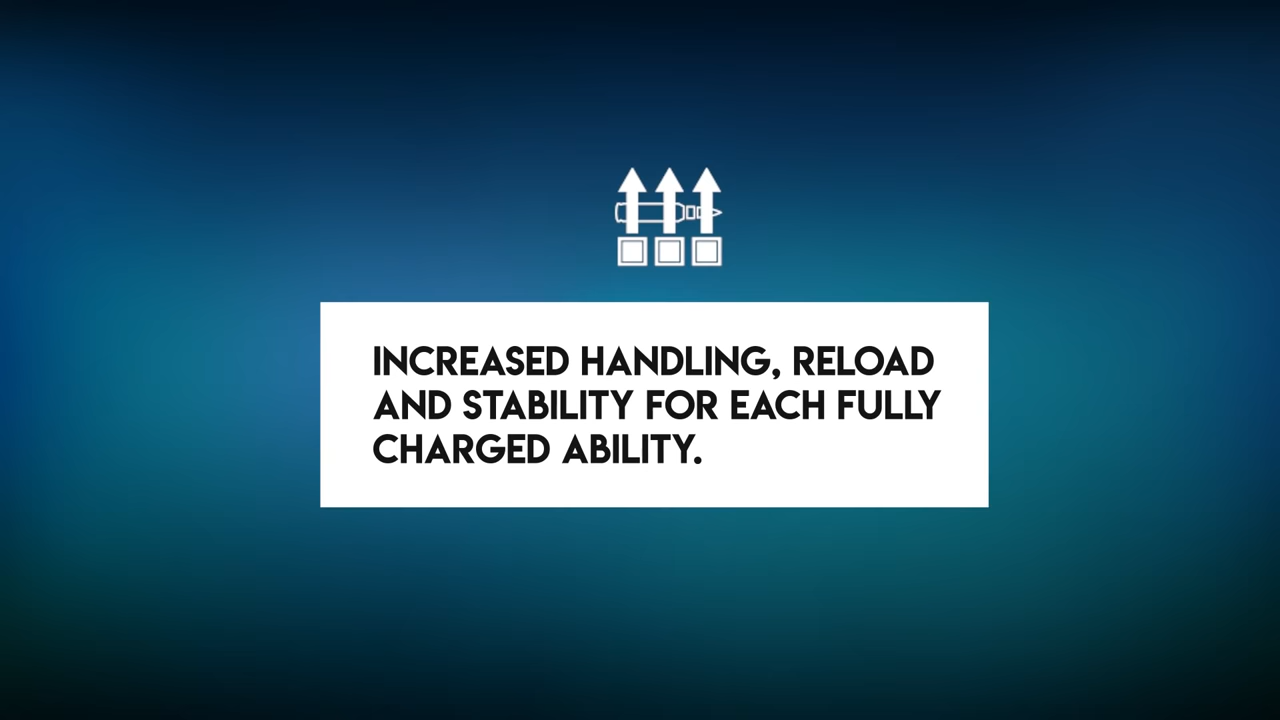 INCREASED HANDLING, RELOAD
AND STABILITY FOR EACH FULLY
CHARGED ABILITY.